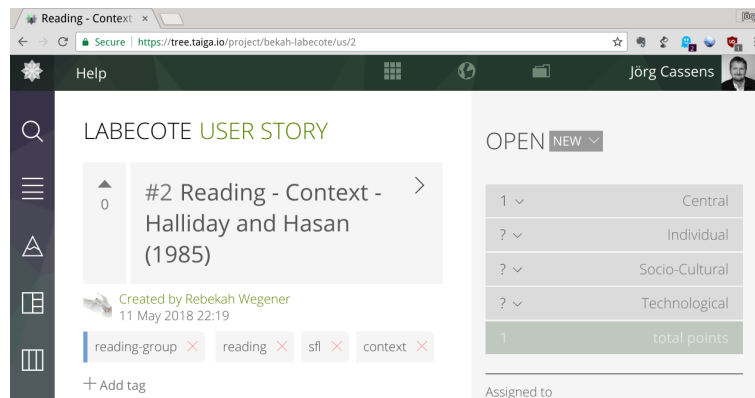 Reading - Context ×
Secure | https://tree.taiga.io/project/bekah-labecote/us/2
Help
Jörg Cassens
LABECOTE USER STORY
0
#2 Reading - Context -
Halliday and Hasan
(1985)
Created by Rebekah Wegener
11 May 2018 22:19
reading-group × reading × sfl × context ×
+ Add tag
OPEN NEW
1 Central
? Individual
? Socio-Cultural
? Technological
1 total points
Assigned to